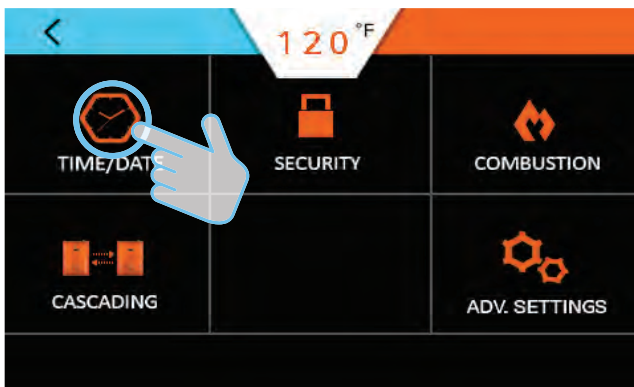 120°F
TIME/DATE
SECURITY
COMBUSTION
CASCADING
ADV. SETTINGS